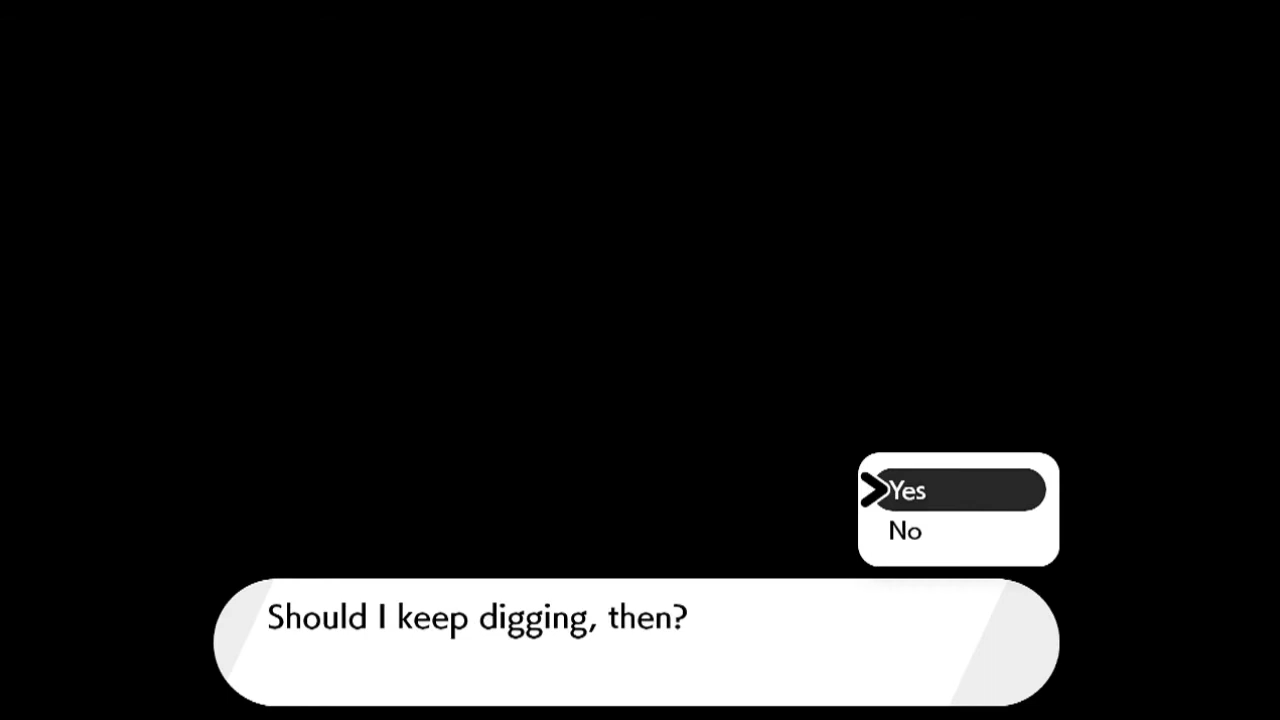 Yes
No
Should I keep digging, then?